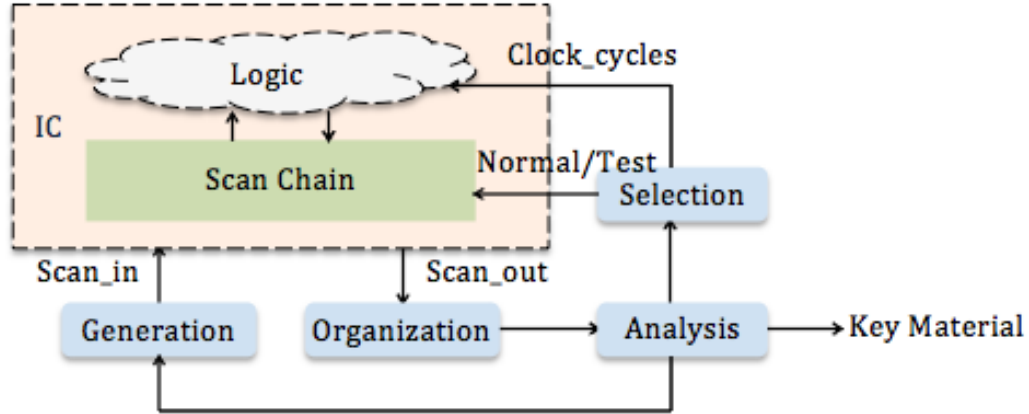 Clock_cycles
Logic
IC
Normal/Test
Scan Chain
Selection
Scan_in
Scan_out
Generation
Organization
Analysis
Key Material